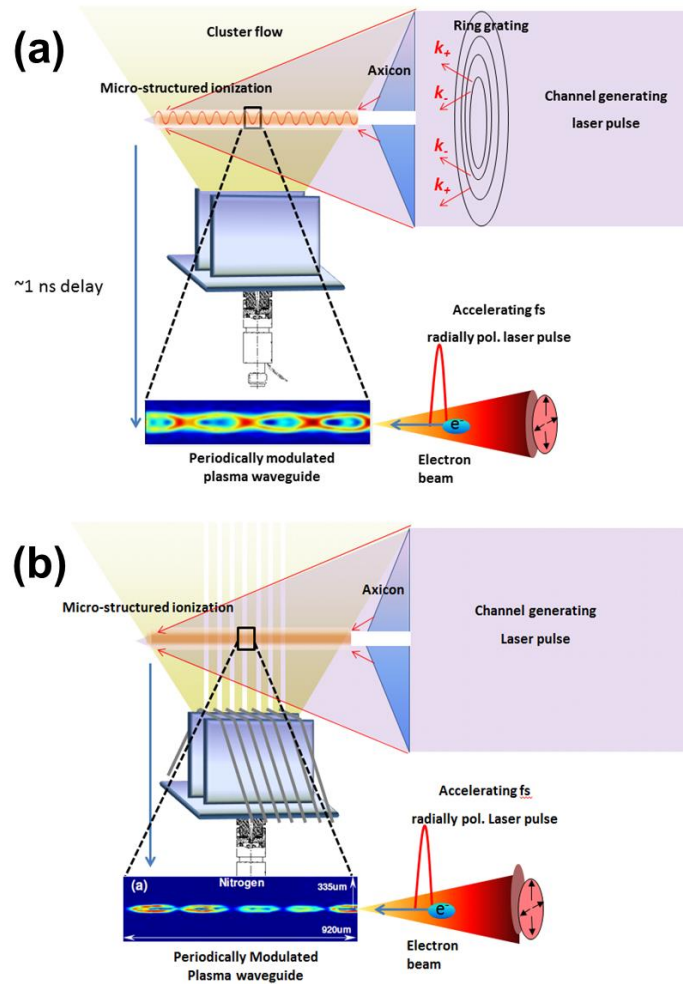 (a)
Cluster flow
Ring grating
k+
Micro-structured ionization
Axicon
k-
Channel generating
laser pulse
k-
k+
~1 ns delay
Accelerating fs
radially pol. laser pulse
e-
Periodically modulated
plasma waveguide
Electron
beam
(b)
Axicon
Micro-structured ionization
Channel generating
Laser pulse
Accelerating fs
radially pol. Laser pulse
(a)
Nitrogen
335um
e-
920um
Periodically Modulated
Plasma waveguide
Electron
beam